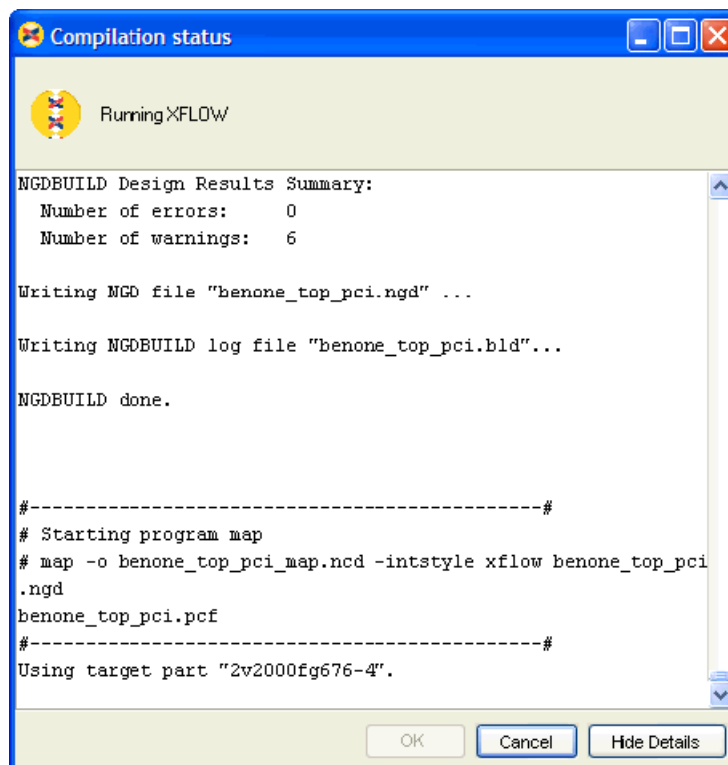 Compilation status
Running XFLOW
NGDBUILD Design Results Summary:
Number of errors: 0
Number of warnings: 6
Writing NGD file "benone_top_pci.ngd" ...
Writing NGDBUILD log file "benone_top_pci.bld"...
NGDBUILD done.
#----------------------------------------------#
# Starting program map
# map -o benone_top_pci_map.ncd -intstyle xflow benone_top_pci
.ngd
benone_top_pci.pcf
#----------------------------------------------#
Using target part "2v2000fg676-4".
OK Cancel Hide Details